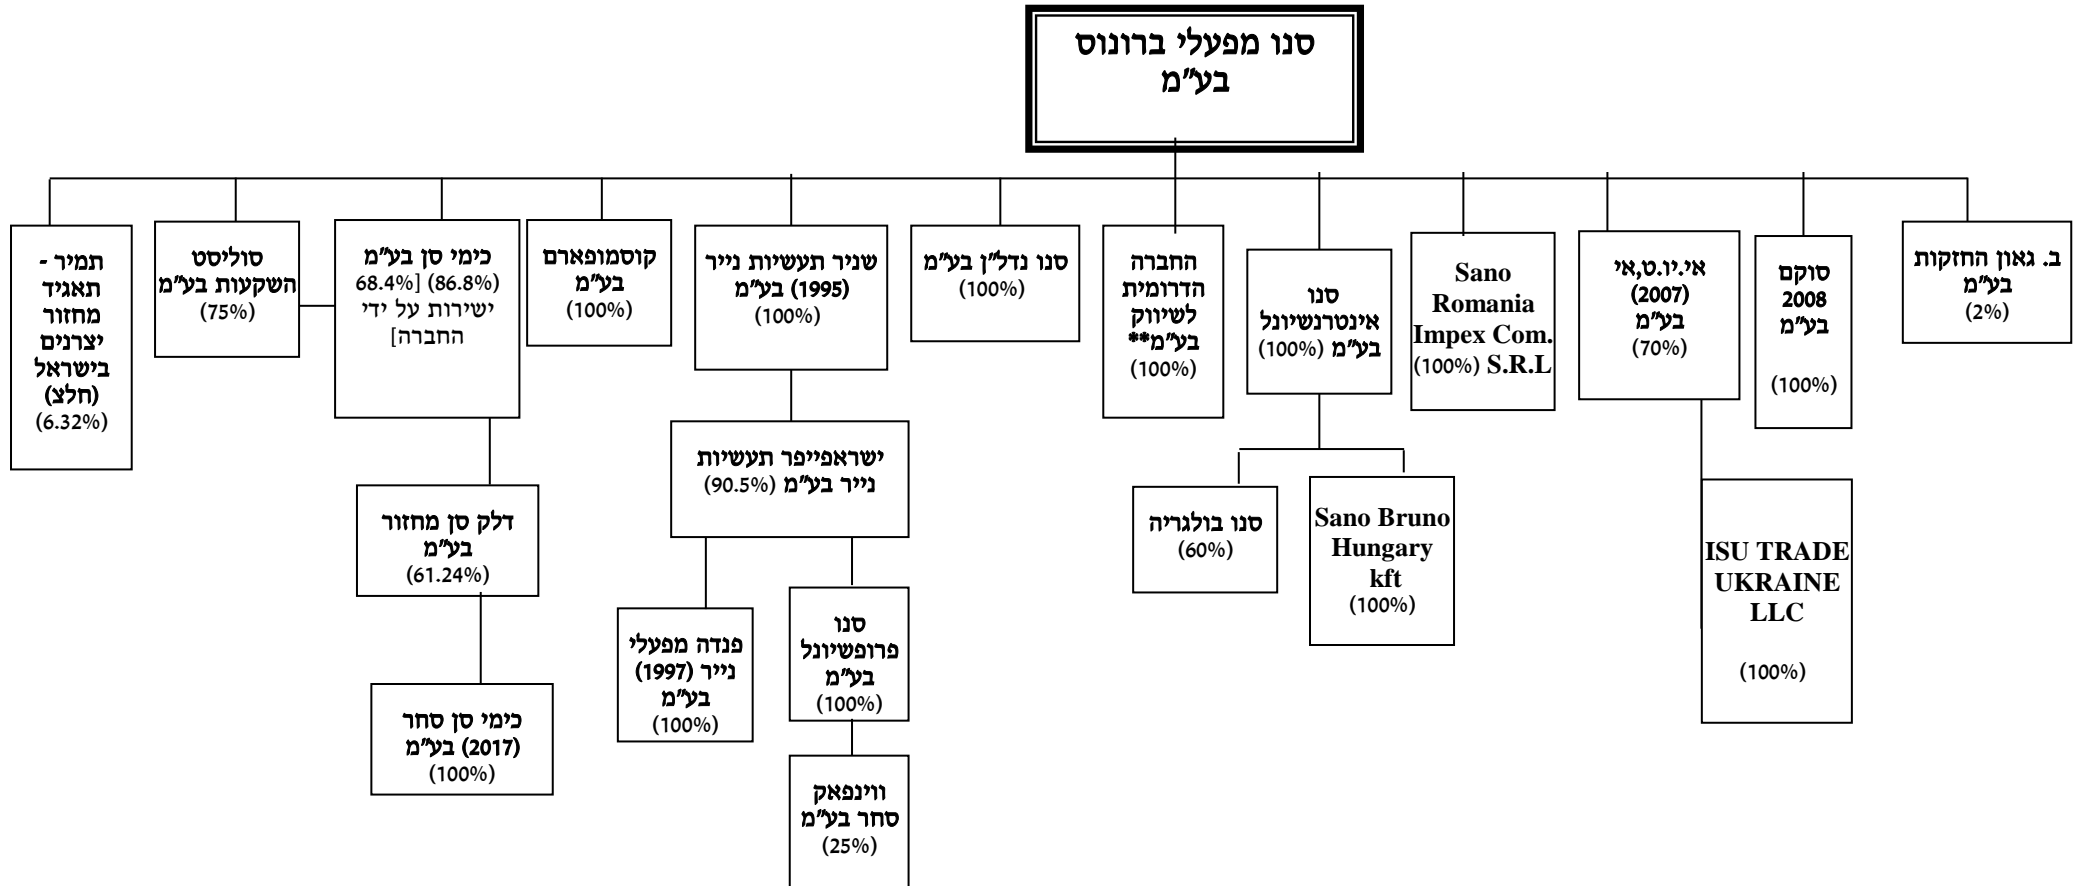 סנו מפעלי ברונוס
בע"מ
ב. גאון החזקות
בע"מ
(2%)
סוקם
2008
בע"מ
(100%)
אי.יו.ט,אי
(2007)
בע"מ
(70%)
Sano
Romania
Impex Com.
(100%) S.R.L
סנו
אינטרנשיונל
בע"מ (100%)
החברה
הדרומית
לשיווק
בע"מ**
(100%)
סנו נדל"ן בע"מ
(100%)
שניר תעשיות נייר
(1995) בע"מ
(100%)
קוסמופארם
בע"מ
(100%)
כימי סן בע"מ
(86.8%) [68.4%
ישירות על ידי
החברה]
סוליסט
השקעות בע"מ
(75%)
תמיר -
תאגיד
מחזור
יצרנים
בישראל
(חלצ)
(6.32%)
ISU TRADE
UKRAINE
LLC
(100%)
Sano Bruno
Hungary
kft
(100%)
סנו בולגריה
(60%)
ישראפייפר תעשיות
נייר בע"מ (90.5%)
דלק סן מחזור
בע"מ
(61.24%)
סנו
פרופשיונל
בע"מ
(100%)
פנדה מפעלי
נייר (1997)
בע"מ
(100%)
כימי סן סחר
(2017) בע"מ
(100%)
ווינפאק
סחר בע"מ
(25%)